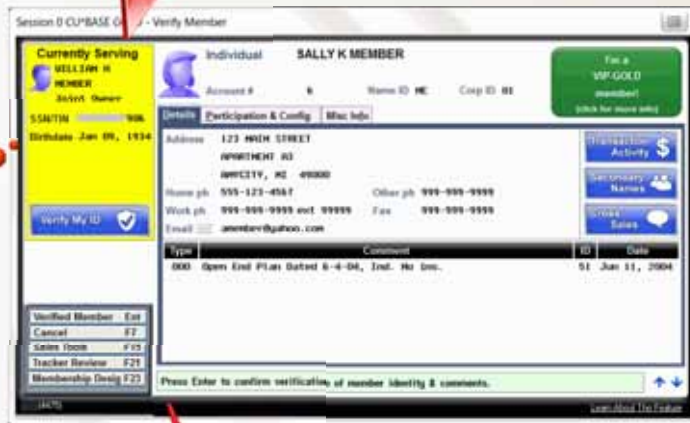 Session 0 CU*BASE GOLD - Verify Member
Currently Serving
WILLIAM H
MEMBER
Joint Owner
SSN/TIN 906
Birthdate Jan 09, 1934
Verify My ID
Individual SALLY K MEMBER
Account # 6 Name ID ME Corp ID 01
I'm a
VIP-GOLD
member!
(click for more info)
Details Participation & Config Misc Info
Address 123 MAIN STREET
APARTMENT A3
ANYCITY, MI 49000
Home ph 555-123-4567 Other ph 999-999-9999
Work ph 999-999-9999 ext 99999 Fax 999-999-9999
Email amember@yahoo.com
Transaction
Activity $
Secondary
Names
Cross
Sales
Type Comment ID Date
000 Open End Plan Dated 6-4-04, Ind. No Ins. 51 Jun 11, 2004
Verified Member Ent
Cancel F7
Sales Tools F15
Tracker Review F21
Membership Desig F23
Press Enter to confirm verification of member identity & comments.
Learn About This Feature